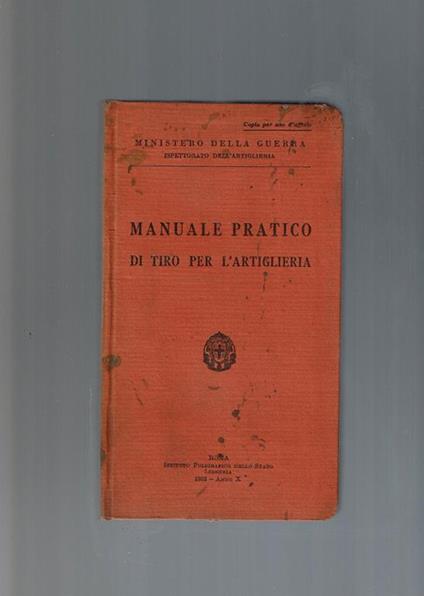 Copia per uso d'ufficio
MINISTERO DELLA GUERRA
ISPETTORATO DELL'ARTIGLIERIA
MANUALE PRATICO
DI TIRO PER L'ARTIGLIERIA
ROMA
ISTITUTO POLIGRAFICO DELLO STATO
LIBRERIA
ANNO X